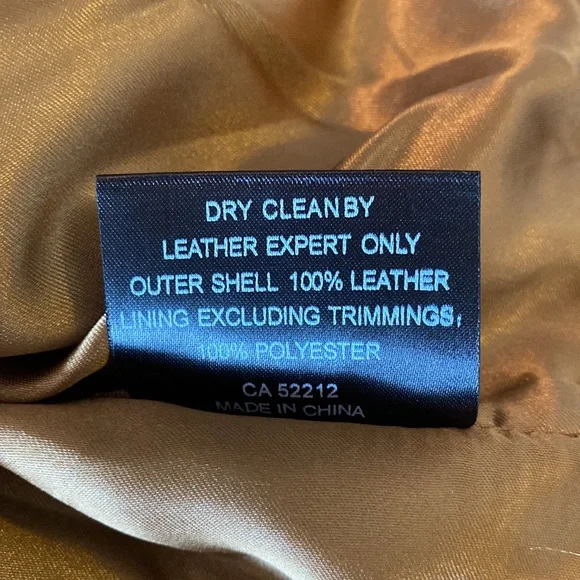 DRY CLEAN BY
LEATHER EXPERT ONLY
OUTER SHELL 100% LEATHER
LINING EXCLUDING TRIMMINGS,
100% POLYESTER
CA 52212
MADE IN CHINA